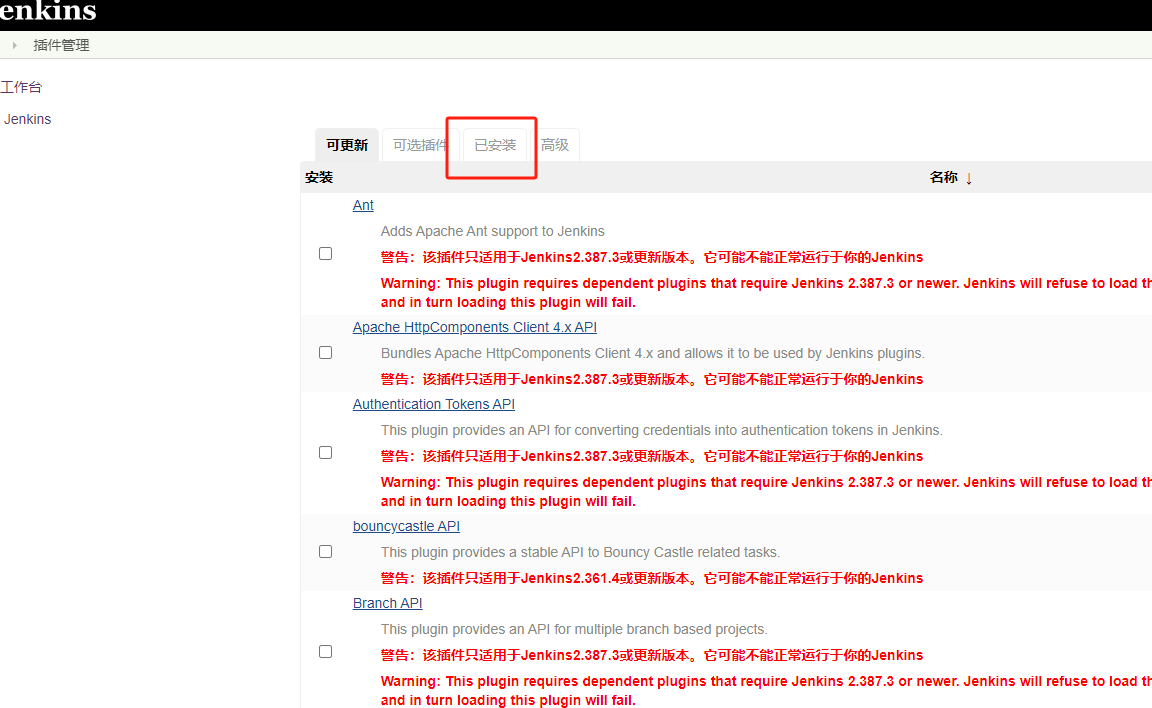 enkins
插件管理
工作台
Jenkins
可更新 可选插件 已安装 高级
安装 名称 ↓
Ant
Adds Apache Ant support to Jenkins
警告：该插件只适用于Jenkins2.387.3或更新版本。它可能不能正常运行于你的Jenkins
Warning: This plugin requires dependent plugins that require Jenkins 2.387.3 or newer. Jenkins will refuse to load th
and in turn loading this plugin will fail.
Apache HttpComponents Client 4.x API
Bundles Apache HttpComponents Client 4.x and allows it to be used by Jenkins plugins.
警告：该插件只适用于Jenkins2.387.3或更新版本。它可能不能正常运行于你的Jenkins
Authentication Tokens API
This plugin provides an API for converting credentials into authentication tokens in Jenkins.
警告：该插件只适用于Jenkins2.387.3或更新版本。它可能不能正常运行于你的Jenkins
Warning: This plugin requires dependent plugins that require Jenkins 2.387.3 or newer. Jenkins will refuse to load th
and in turn loading this plugin will fail.
bouncycastle API
This plugin provides a stable API to Bouncy Castle related tasks.
警告：该插件只适用于Jenkins2.361.4或更新版本。它可能不能正常运行于你的Jenkins
Branch API
This plugin provides an API for multiple branch based projects.
警告：该插件只适用于Jenkins2.387.3或更新版本。它可能不能正常运行于你的Jenkins
Warning: This plugin requires dependent plugins that require Jenkins 2.387.3 or newer. Jenkins will refuse to load th
and in turn loading this plugin will fail.